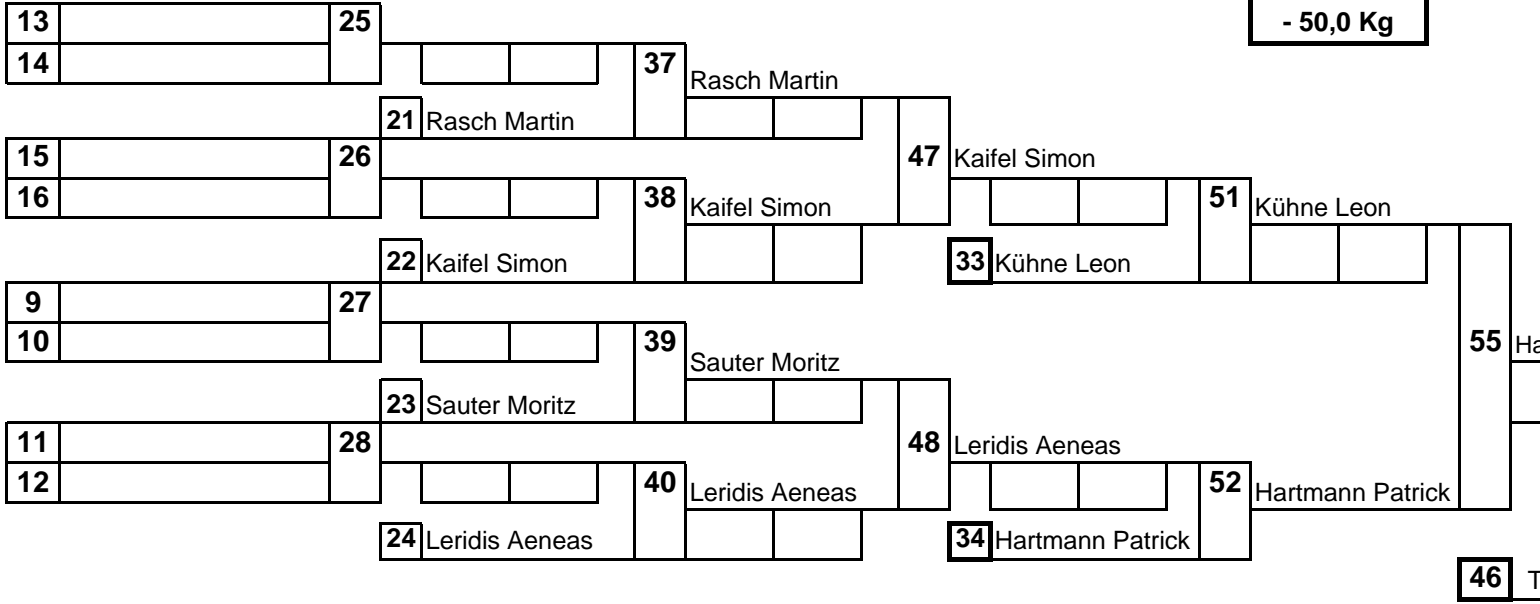 13 25 - 50,0 Kg
14 37 Rasch Martin
21 Rasch Martin
15 26 47 Kaifel Simon
16 38 Kaifel Simon 51 Kühne Leon
22 Kaifel Simon 33 Kühne Leon
9 27
10 39 Sauter Moritz 55 Ha
23 Sauter Moritz
11 28 48 Leridis Aeneas
12 40 Leridis Aeneas 52 Hartmann Patrick
24 Leridis Aeneas 34 Hartmann Patrick
46 T